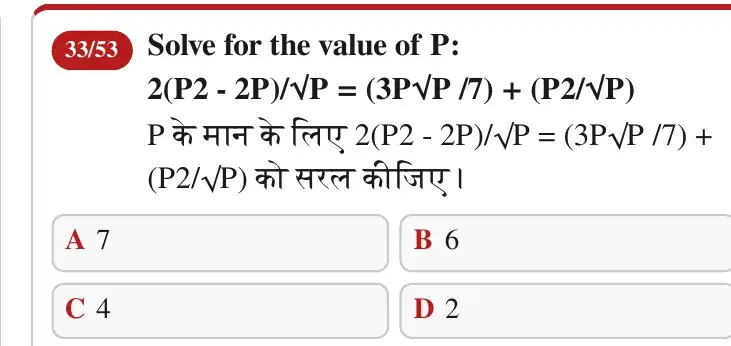 33/53 Solve for the value of P:
2(P2 - 2P)/√P = (3P√P /7) + (P2/√P)
P के मान के लिए 2(P2 - 2P)/√P = (3P√P /7) +
(P2/√P) को सरल कीजिए।
A 7
B 6
C 4
D 2